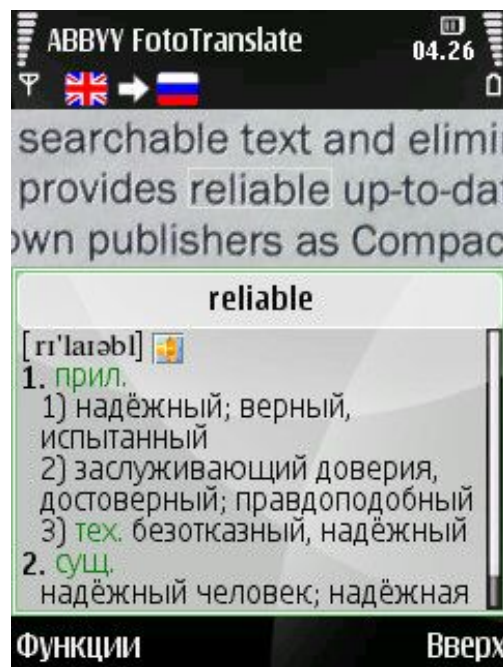 ABBYY FotoTranslate
04.26
searchable text and elimi
provides reliable up-to-da
own publishers as Compac
reliable
[rɪ'laɪəbl]
1. прил.
1) надёжный; верный,
испытанный
2) заслуживающий доверия,
достоверный; правдоподобный
3) тех. безотказный, надёжный
2. сущ.
надёжный человек; надёжная
Функции Вверх